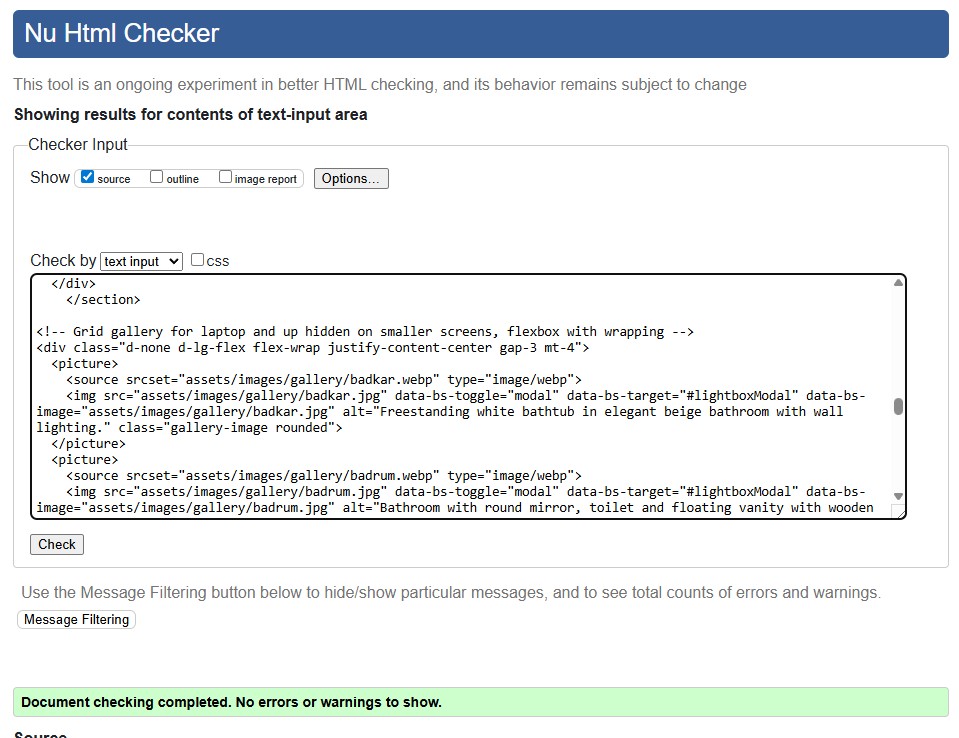 Nu Html Checker
This tool is an ongoing experiment in better HTML checking, and its behavior remains subject to change
Showing results for contents of text-input area
Checker Input
Show source outline image report Options...
Check by text input css
</div>
</section>
<!-- Grid gallery for laptop and up hidden on smaller screens, flexbox with wrapping -->
<div class="d-none d-lg-flex flex-wrap justify-content-center gap-3 mt-4">
<picture>
<source srcset="assets/images/gallery/badkar.webp" type="image/webp">
<img src="assets/images/gallery/badkar.jpg" data-bs-toggle="modal" data-bs-target="#lightboxModal" data-bs-
image="assets/images/gallery/badkar.jpg" alt="Freestanding white bathtub in elegant beige bathroom with wall
lighting." class="gallery-image rounded">
</picture>
<picture>
<source srcset="assets/images/gallery/badrum.webp" type="image/webp">
<img src="assets/images/gallery/badrum.jpg" data-bs-toggle="modal" data-bs-target="#lightboxModal" data-bs-
image="assets/images/gallery/badrum.jpg" alt="Bathroom with round mirror, toilet and floating vanity with wooden
Check
Use the Message Filtering button below to hide/show particular messages, and to see total counts of errors and warnings.
Message Filtering
Document checking completed. No errors or warnings to show.
Source